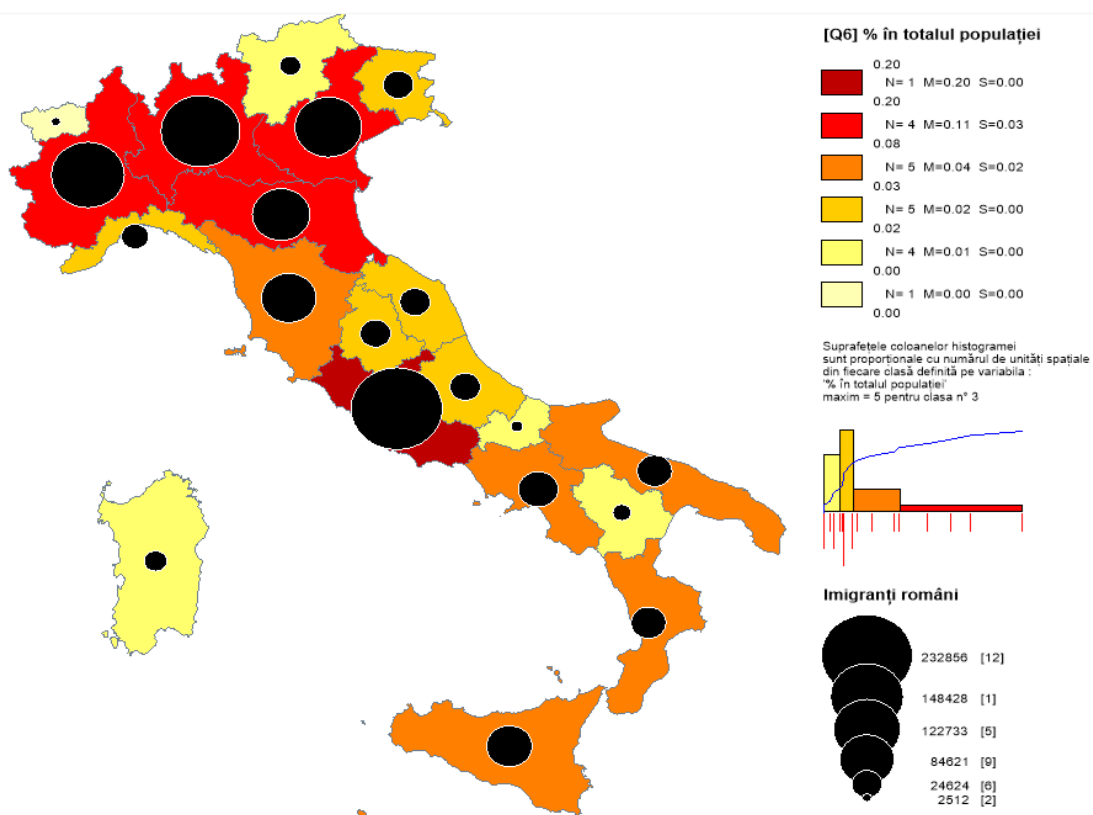 [Q6] % în totalul populației
0.20
N= 1 M=0.20 S=0.00
0.20
N= 4 M=0.11 S=0.03
0.08
N= 5 M=0.04 S=0.02
0.03
N= 5 M=0.02 S=0.00
0.02
N= 4 M=0.01 S=0.00
0.00
N= 1 M=0.00 S=0.00
0.00
Suprafețele coloanelor histogramei
sunt proporționale cu numărul de unități spațiale
din fiecare clasă definită pe variabila :
'% în totalul populației'
maxim = 5 pentru clasa n° 3
Imigranți români
232856 [12]
148428 [1]
122733 [5]
84621 [9]
24624 [6]
2512 [2]